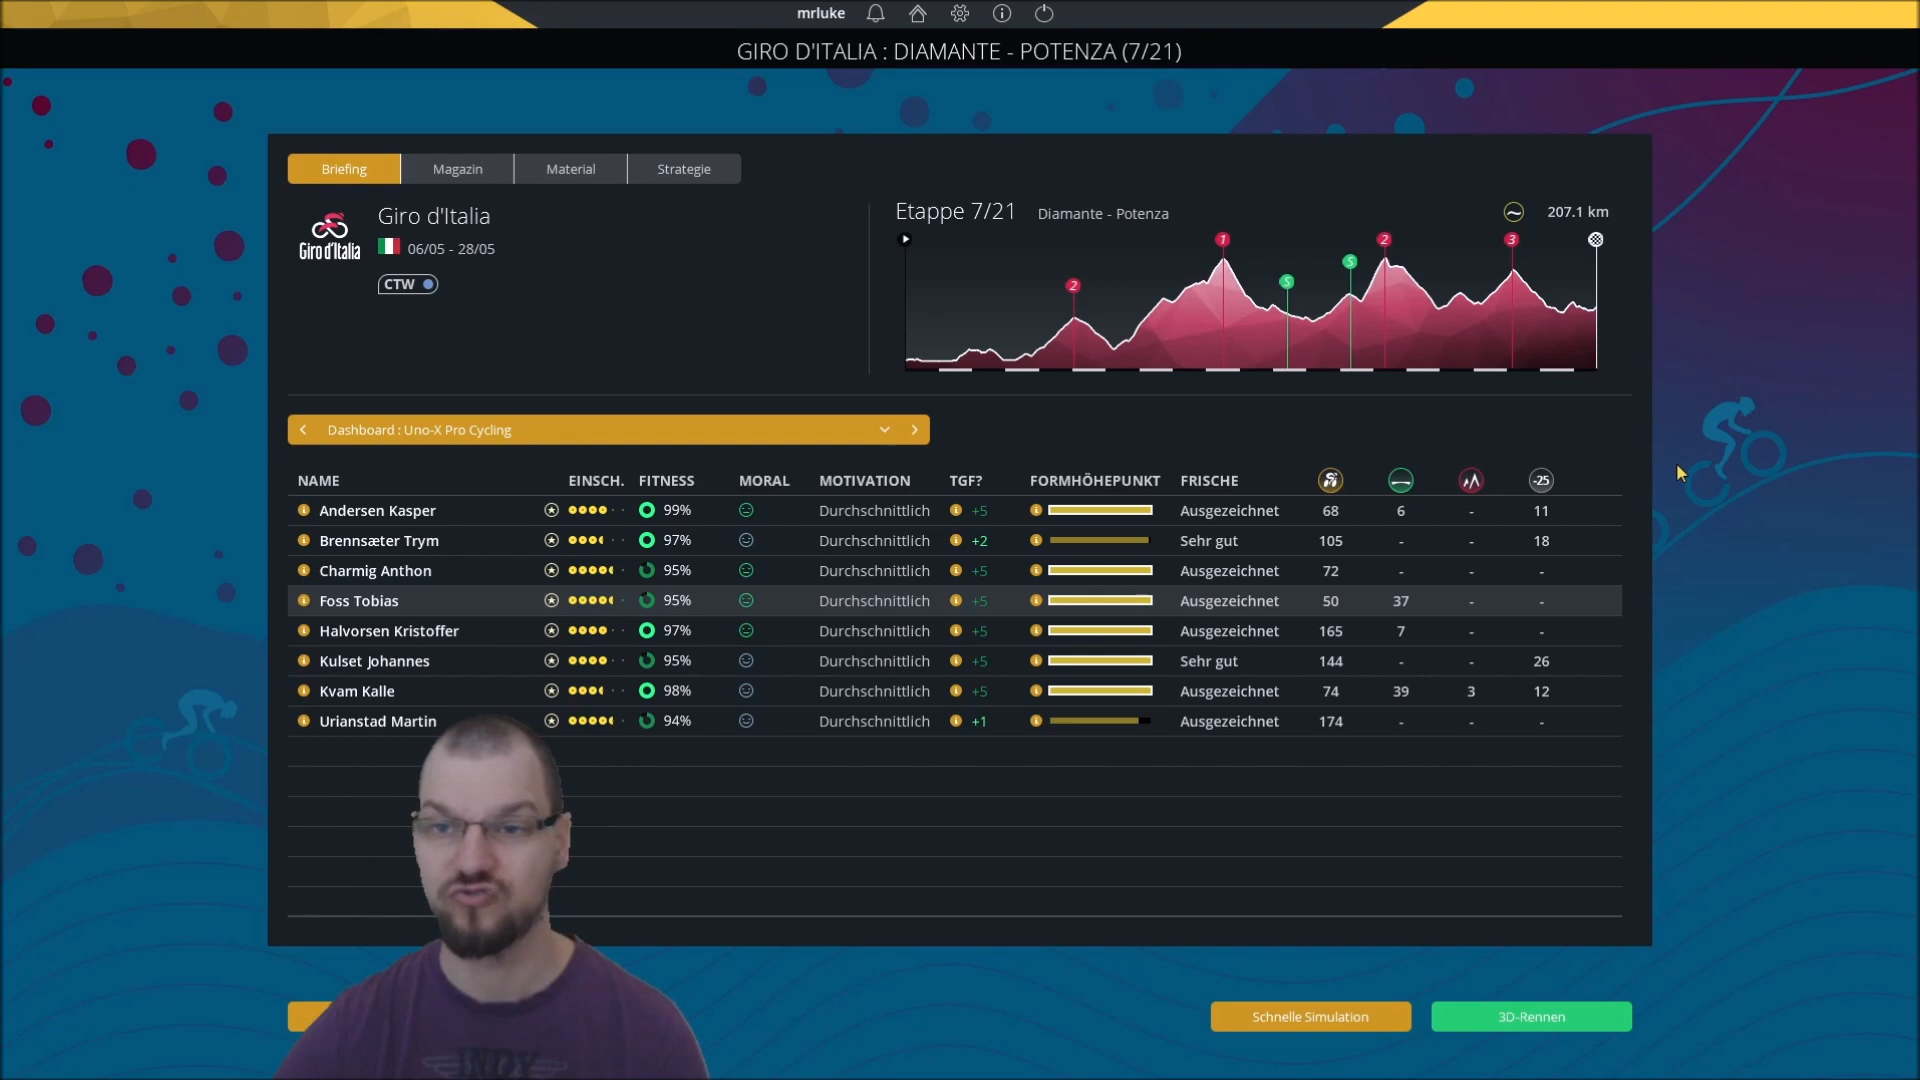 mrluke
GIRO D'ITALIA : DIAMANTE - POTENZA (7/21)
Briefing Magazin Material Strategie
Giro d'Italia
06/05 - 28/05
CTW
Giro d'Italia
Etappe 7/21 Diamante - Potenza 207.1 km
1 2 3
S
S
2
Dashboard : Uno-X Pro Cycling
NAME EINSCH. FITNESS MORAL MOTIVATION TGF? FORMHÖHEPUNKT FRISCHE -25
Andersen Kasper 99% Durchschnittlich +5 Ausgezeichnet 68 6 - 11
Brennsæter Trym 97% Durchschnittlich +2 Sehr gut 105 - - 18
Charmig Anthon 95% Durchschnittlich +5 Ausgezeichnet 72 - - -
Foss Tobias 95% Durchschnittlich +5 Ausgezeichnet 50 37 - -
Halvorsen Kristoffer 97% Durchschnittlich +5 Ausgezeichnet 165 7 - -
Kulset Johannes 95% Durchschnittlich +5 Sehr gut 144 - - 26
Kvam Kalle 98% Durchschnittlich +5 Ausgezeichnet 74 39 3 12
Urianstad Martin 94% Durchschnittlich +1 Ausgezeichnet 174 - - -
INDY
Schnelle Simulation 3D-Rennen